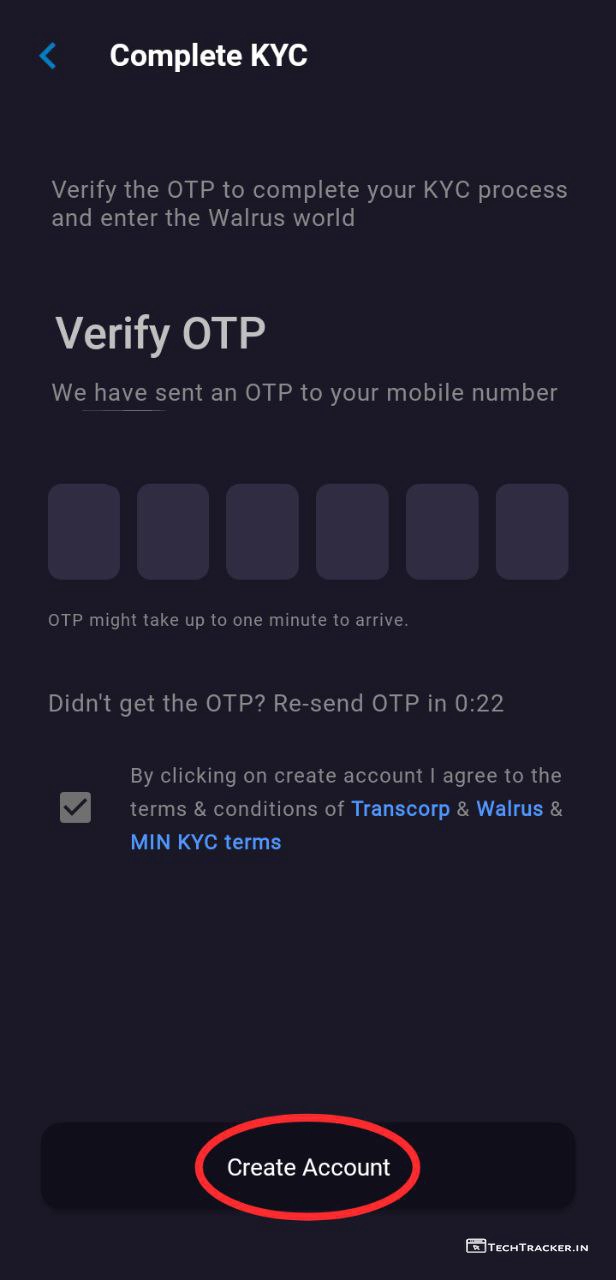 Complete KYC
Verify the OTP to complete your KYC process
and enter the Walrus world
Verify OTP
We have sent an OTP to your mobile number
OTP might take up to one minute to arrive.
Didn't get the OTP? Re-send OTP in 0:22
By clicking on create account I agree to the
terms & conditions of Transcorp & Walrus &
MIN KYC terms
Create Account
TECHTRACKER.IN